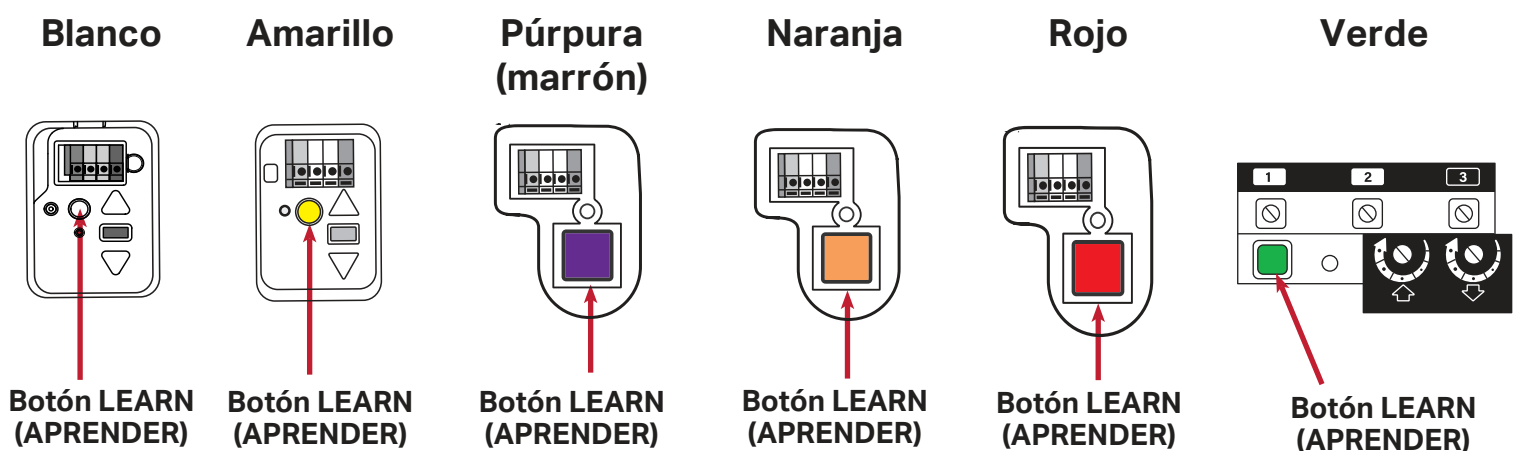 Blanco
Amarillo
Púrpura
(marrón)
Naranja
Rojo
Verde
1
2
3
Botón LEARN
(APRENDER)
Botón LEARN
(APRENDER)
Botón LEARN
(APRENDER)
Botón LEARN
(APRENDER)
Botón LEARN
(APRENDER)
Botón LEARN
(APRENDER)